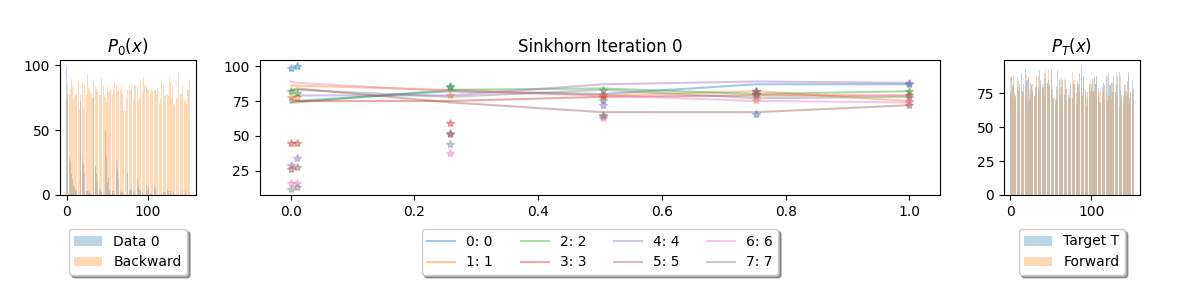 P₀(x)
Sinkhorn Iteration 0
P_T(x)
100
50
0
0 100
100
75
50
25
0.0 0.2 0.4 0.6 0.8 1.0
75
50
25
0
0 100
Data 0
Backward
0: 0 2: 2 4: 4 6: 6
1: 1 3: 3 5: 5 7: 7
Target T
Forward